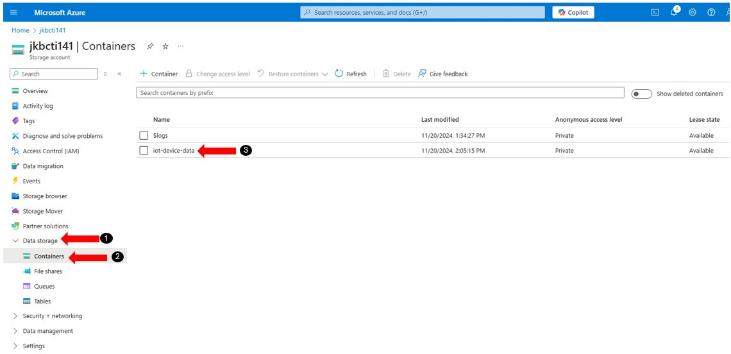 Microsoft Azure
Search resources, services, and docs (G+/)
Copilot
4
Home > jkbcti141
jkbcti141 | Containers
Storage account
Search
+ Container
Change access level
Restore containers
Refresh
Delete
Give feedback
Search containers by prefix
Show deleted containers
Overview
Activity log
Tags
Diagnose and solve problems
Access Control (IAM)
Data migration
Events
Storage browser
Storage Mover
Partner solutions
Data storage
1
Containers
2
File shares
Queues
Tables
Security + networking
Data management
Settings
Name Last modified Anonymous access level Lease state
$logs 11/20/2024, 1:34:27 PM Private Available
iot-device-data 3 11/20/2024, 2:05:15 PM Private Available